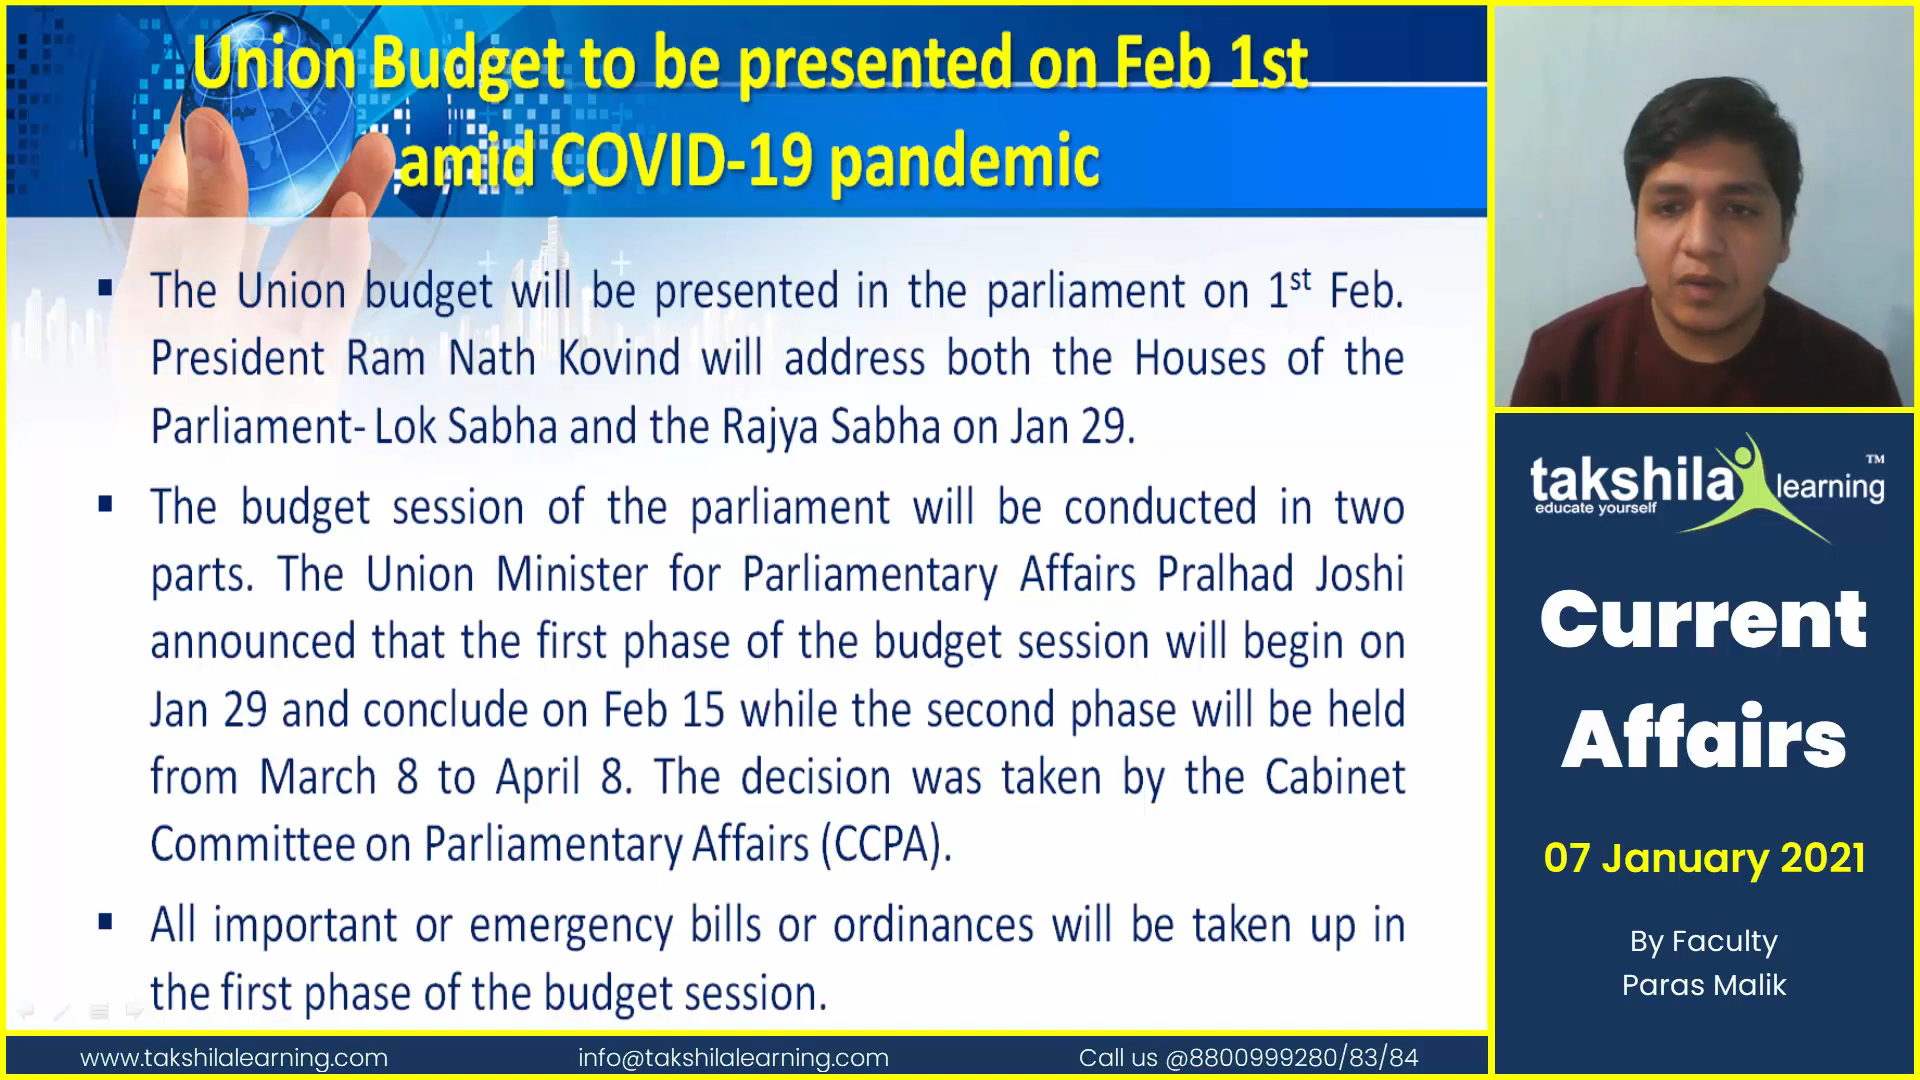 Union Budget to be presented on Feb 1st
amid COVID-19 pandemic
▪ The Union budget will be presented in the parliament on 1st Feb.
President Ram Nath Kovind will address both the Houses of the
Parliament- Lok Sabha and the Rajya Sabha on Jan 29.
▪ The budget session of the parliament will be conducted in two
parts. The Union Minister for Parliamentary Affairs Pralhad Joshi
announced that the first phase of the budget session will begin on
Jan 29 and conclude on Feb 15 while the second phase will be held
from March 8 to April 8. The decision was taken by the Cabinet
Committee on Parliamentary Affairs (CCPA).
▪ All important or emergency bills or ordinances will be taken up in
the first phase of the budget session.
www.takshilalearning.com info@takshilalearning.com Call us @8800999280/83/84
takshila learning ™
educate yourself
Current
Affairs
07 January 2021
By Faculty
Paras Malik